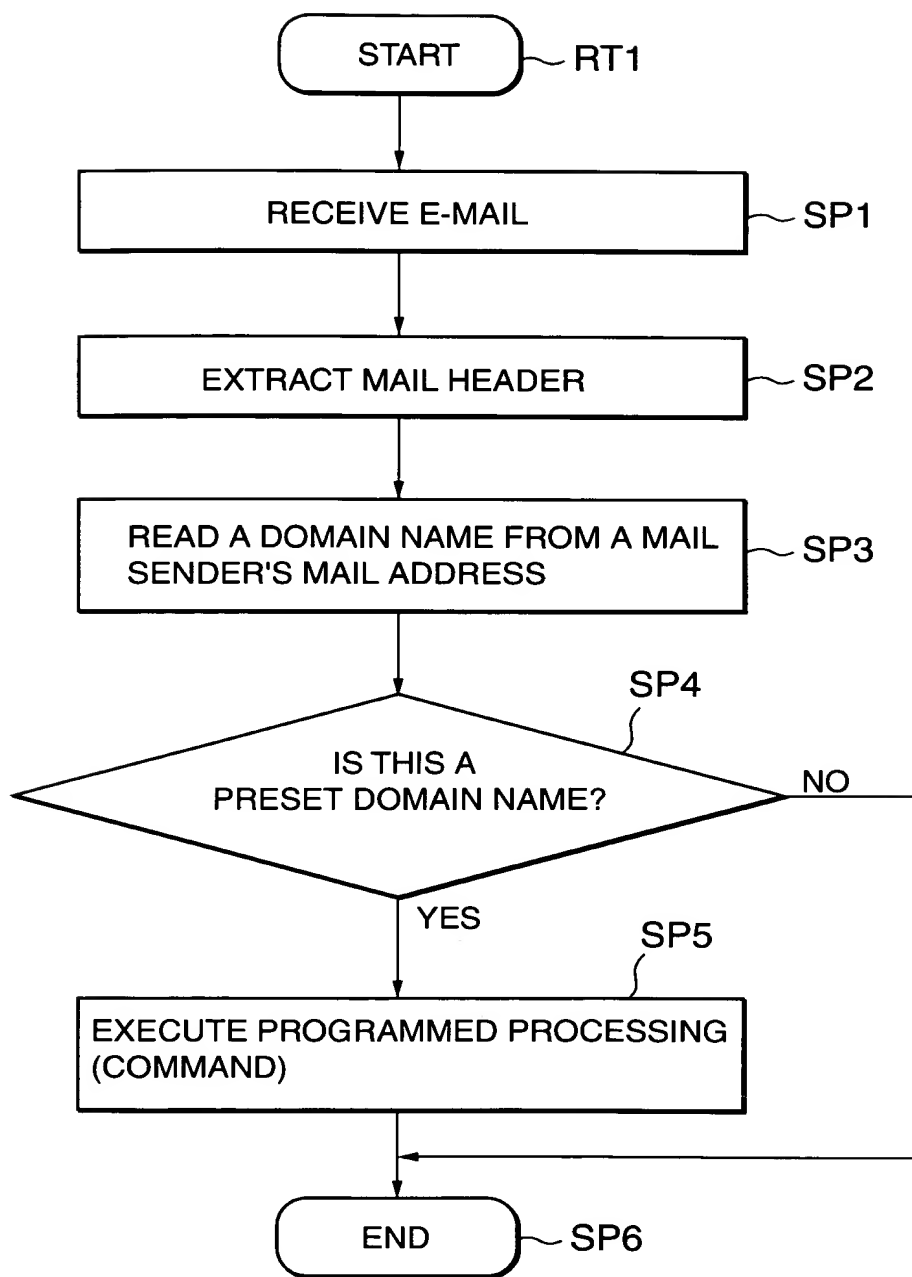 START
RT1
RECEIVE E-MAIL
SP1
EXTRACT MAIL HEADER
SP2
READ A DOMAIN NAME FROM A MAIL
SENDER'S MAIL ADDRESS
SP3
SP4
IS THIS A
PRESET DOMAIN NAME?
NO
YES
SP5
EXECUTE PROGRAMMED PROCESSING
(COMMAND)
END
SP6